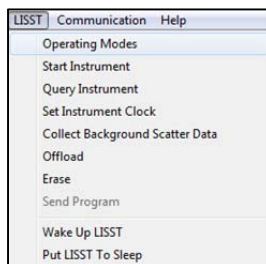 LISST Communication Help
Operating Modes
Start Instrument
Query Instrument
Set Instrument Clock
Collect Background Scatter Data
Offload
Erase
Send Program
Wake Up LISST
Put LISST To Sleep